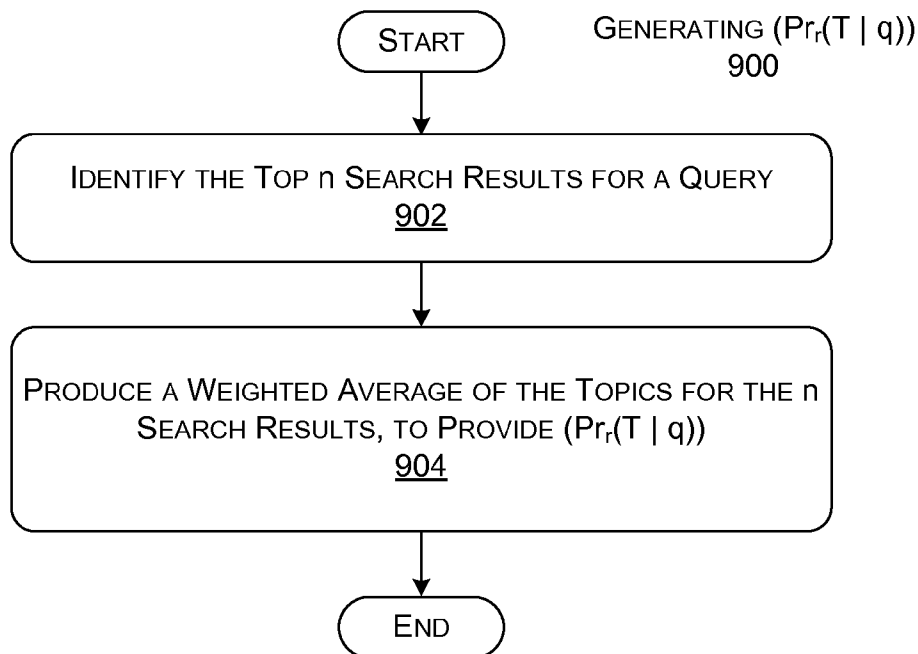 START
GENERATING (Prr(T | q))
900
IDENTIFY THE TOP n SEARCH RESULTS FOR A QUERY
902
PRODUCE A WEIGHTED AVERAGE OF THE TOPICS FOR THE n
SEARCH RESULTS, TO PROVIDE (Prr(T | q))
904
END